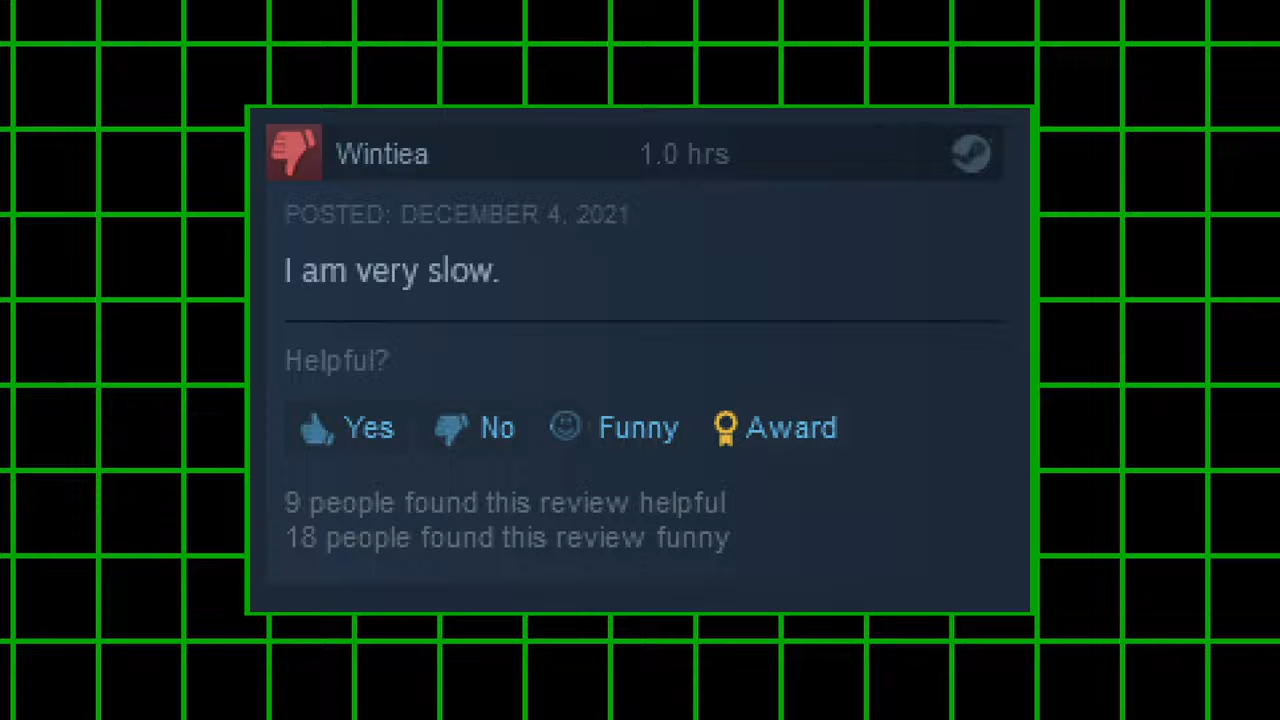 Wintiea 1.0 hrs
POSTED: DECEMBER 4, 2021
I am very slow.
Helpful?
Yes No Funny Award
9 people found this review helpful
18 people found this review funny